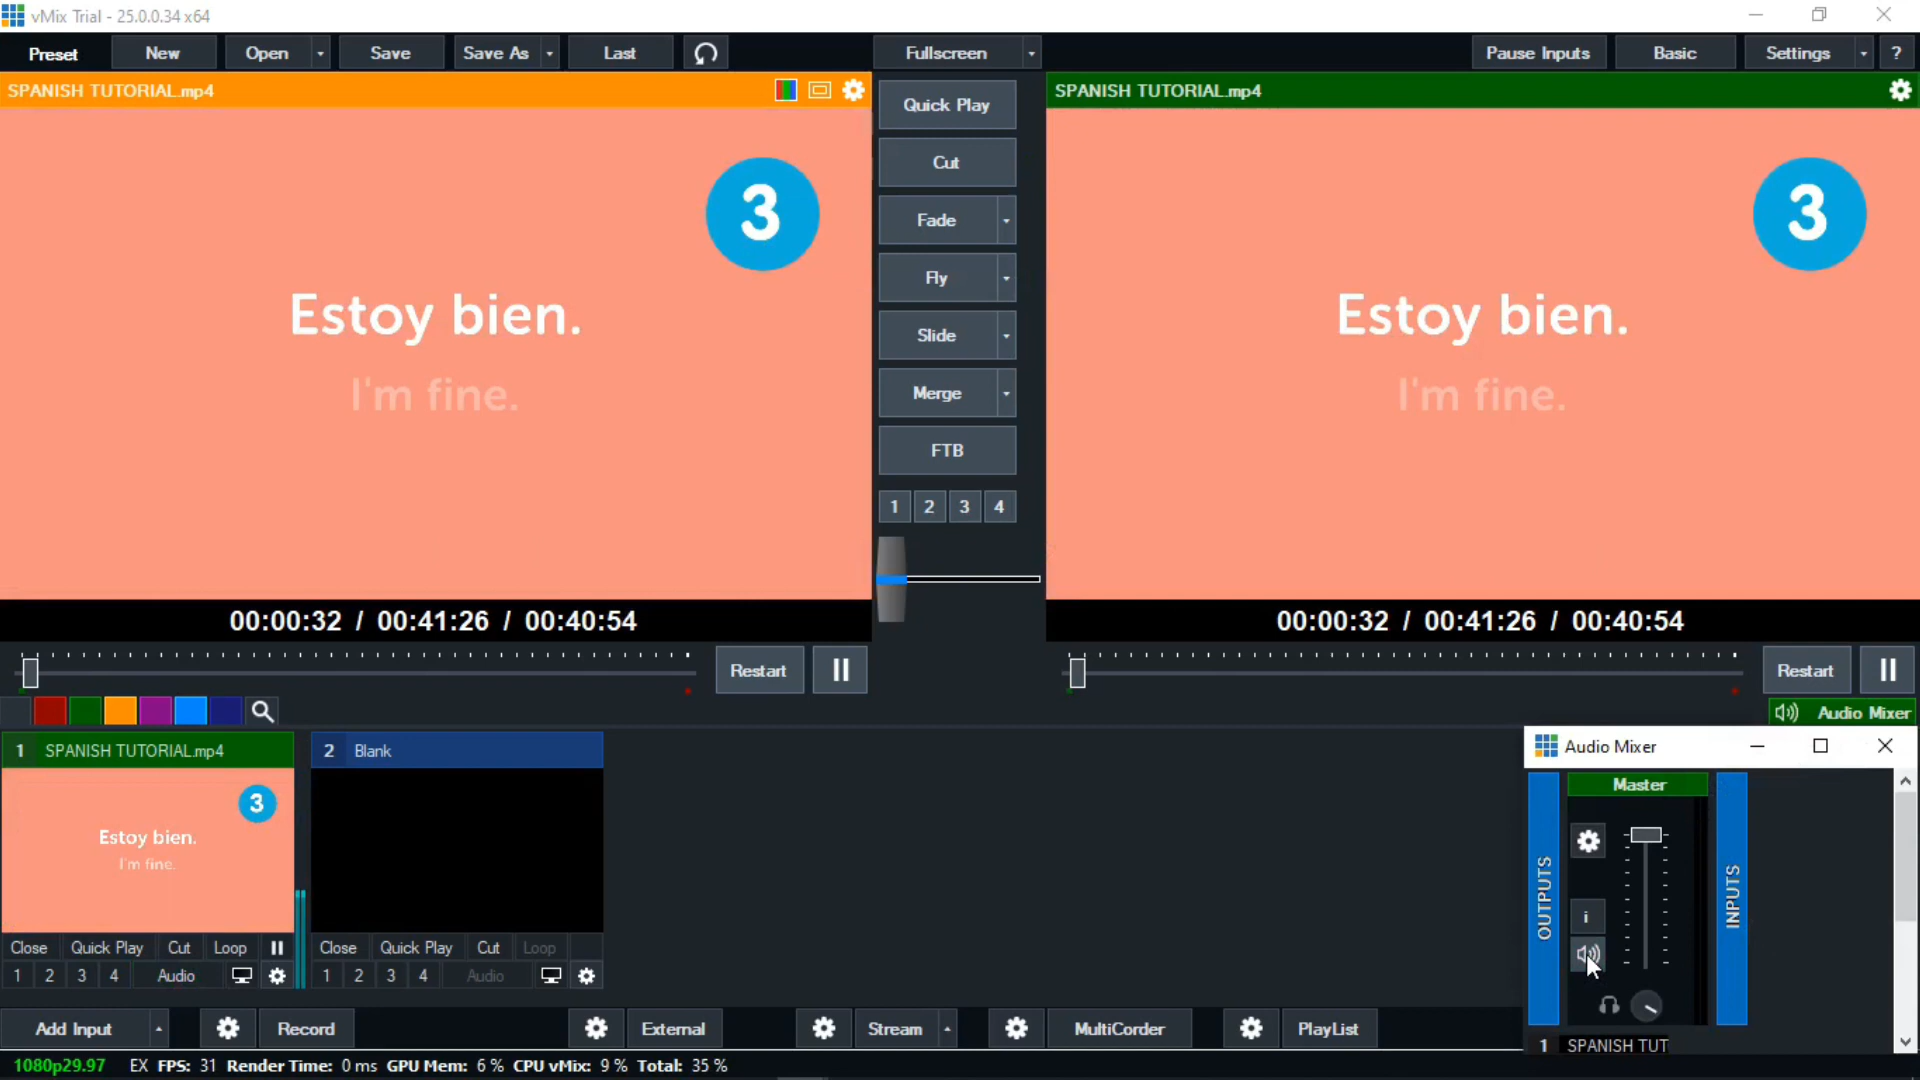 vMix Trial - 25.0.0.34 x64
Preset New Open Save Save As Last Fullscreen Pause Inputs Basic Settings ?
SPANISH TUTORIAL.mp4
3
Estoy bien.
I'm fine.
00:00:32 / 00:41:26 / 00:40:54
Restart
Quick Play
Cut
Fade
Fly
Slide
Merge
FTB
1 2 3 4
SPANISH TUTORIAL.mp4
3
Estoy bien.
I'm fine.
00:00:32 / 00:41:26 / 00:40:54
Restart
Audio Mixer
1 SPANISH TUTORIAL.mp4
3
Estoy bien.
I'm fine.
Close Quick Play Cut Loop
1 2 3 4 Audio
2 Blank
Close Quick Play Cut Loop
1 2 3 4 Audio
Audio Mixer
Master
OUTPUTS
i
INPUTS
1 SPANISH TUT
Add Input Record External Stream MultiCorder PlayList
1080p29.97 EX FPS: 31 Render Time: 0 ms GPU Mem: 6 % CPU vMix: 9 % Total: 35 %